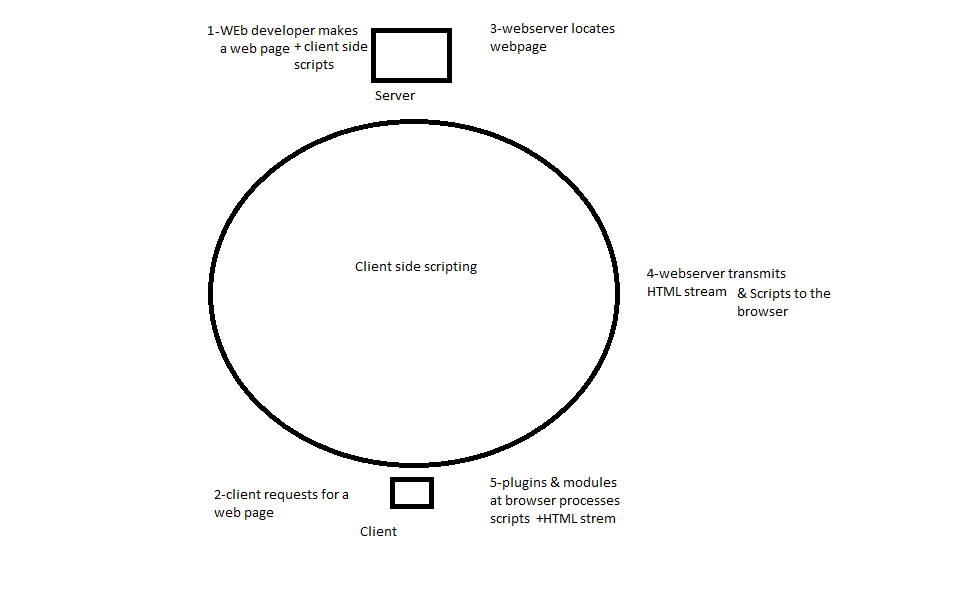 1-WEb developer makes
a web page + client side
scripts
3-webserver locates
webpage
Server
Client side scripting
4-webserver transmits
HTML stream & Scripts to the
browser
2-client requests for a
web page
5-plugins & modules
at browser processes
scripts +HTML strem
Client